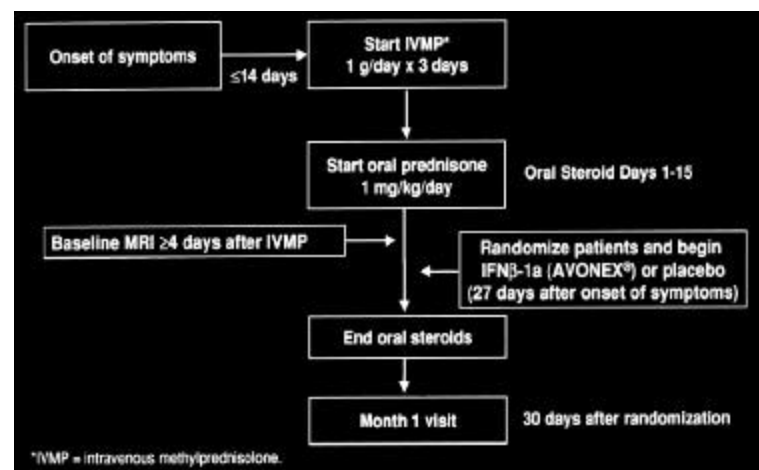 Onset of symptoms
≤14 days
Start IVMP*
1 g/day x 3 days
Start oral prednisone
1 mg/kg/day
Oral Steroid Days 1-15
Baseline MRI ≥4 days after IVMP
Randomize patients and begin
IFNβ-1a (AVONEX®) or placebo
(27 days after onset of symptoms)
End oral steroids
Month 1 visit
30 days after randomization
*IVMP = intravenous methylprednisolone.